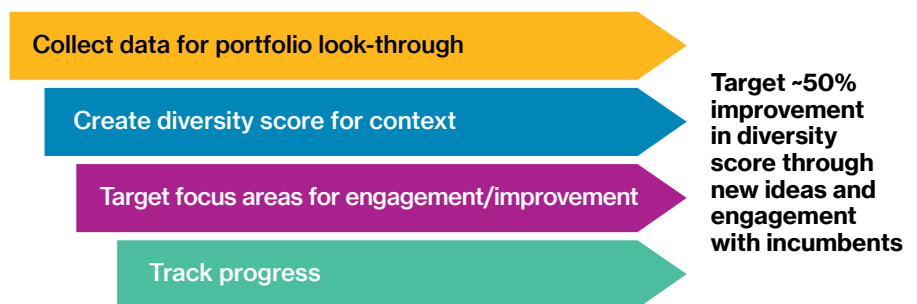 Collect data for portfolio look-through
Create diversity score for context
Target focus areas for engagement/improvement
Track progress
Target ~50%
improvement
in diversity
score through
new ideas and
engagement
with incumbents